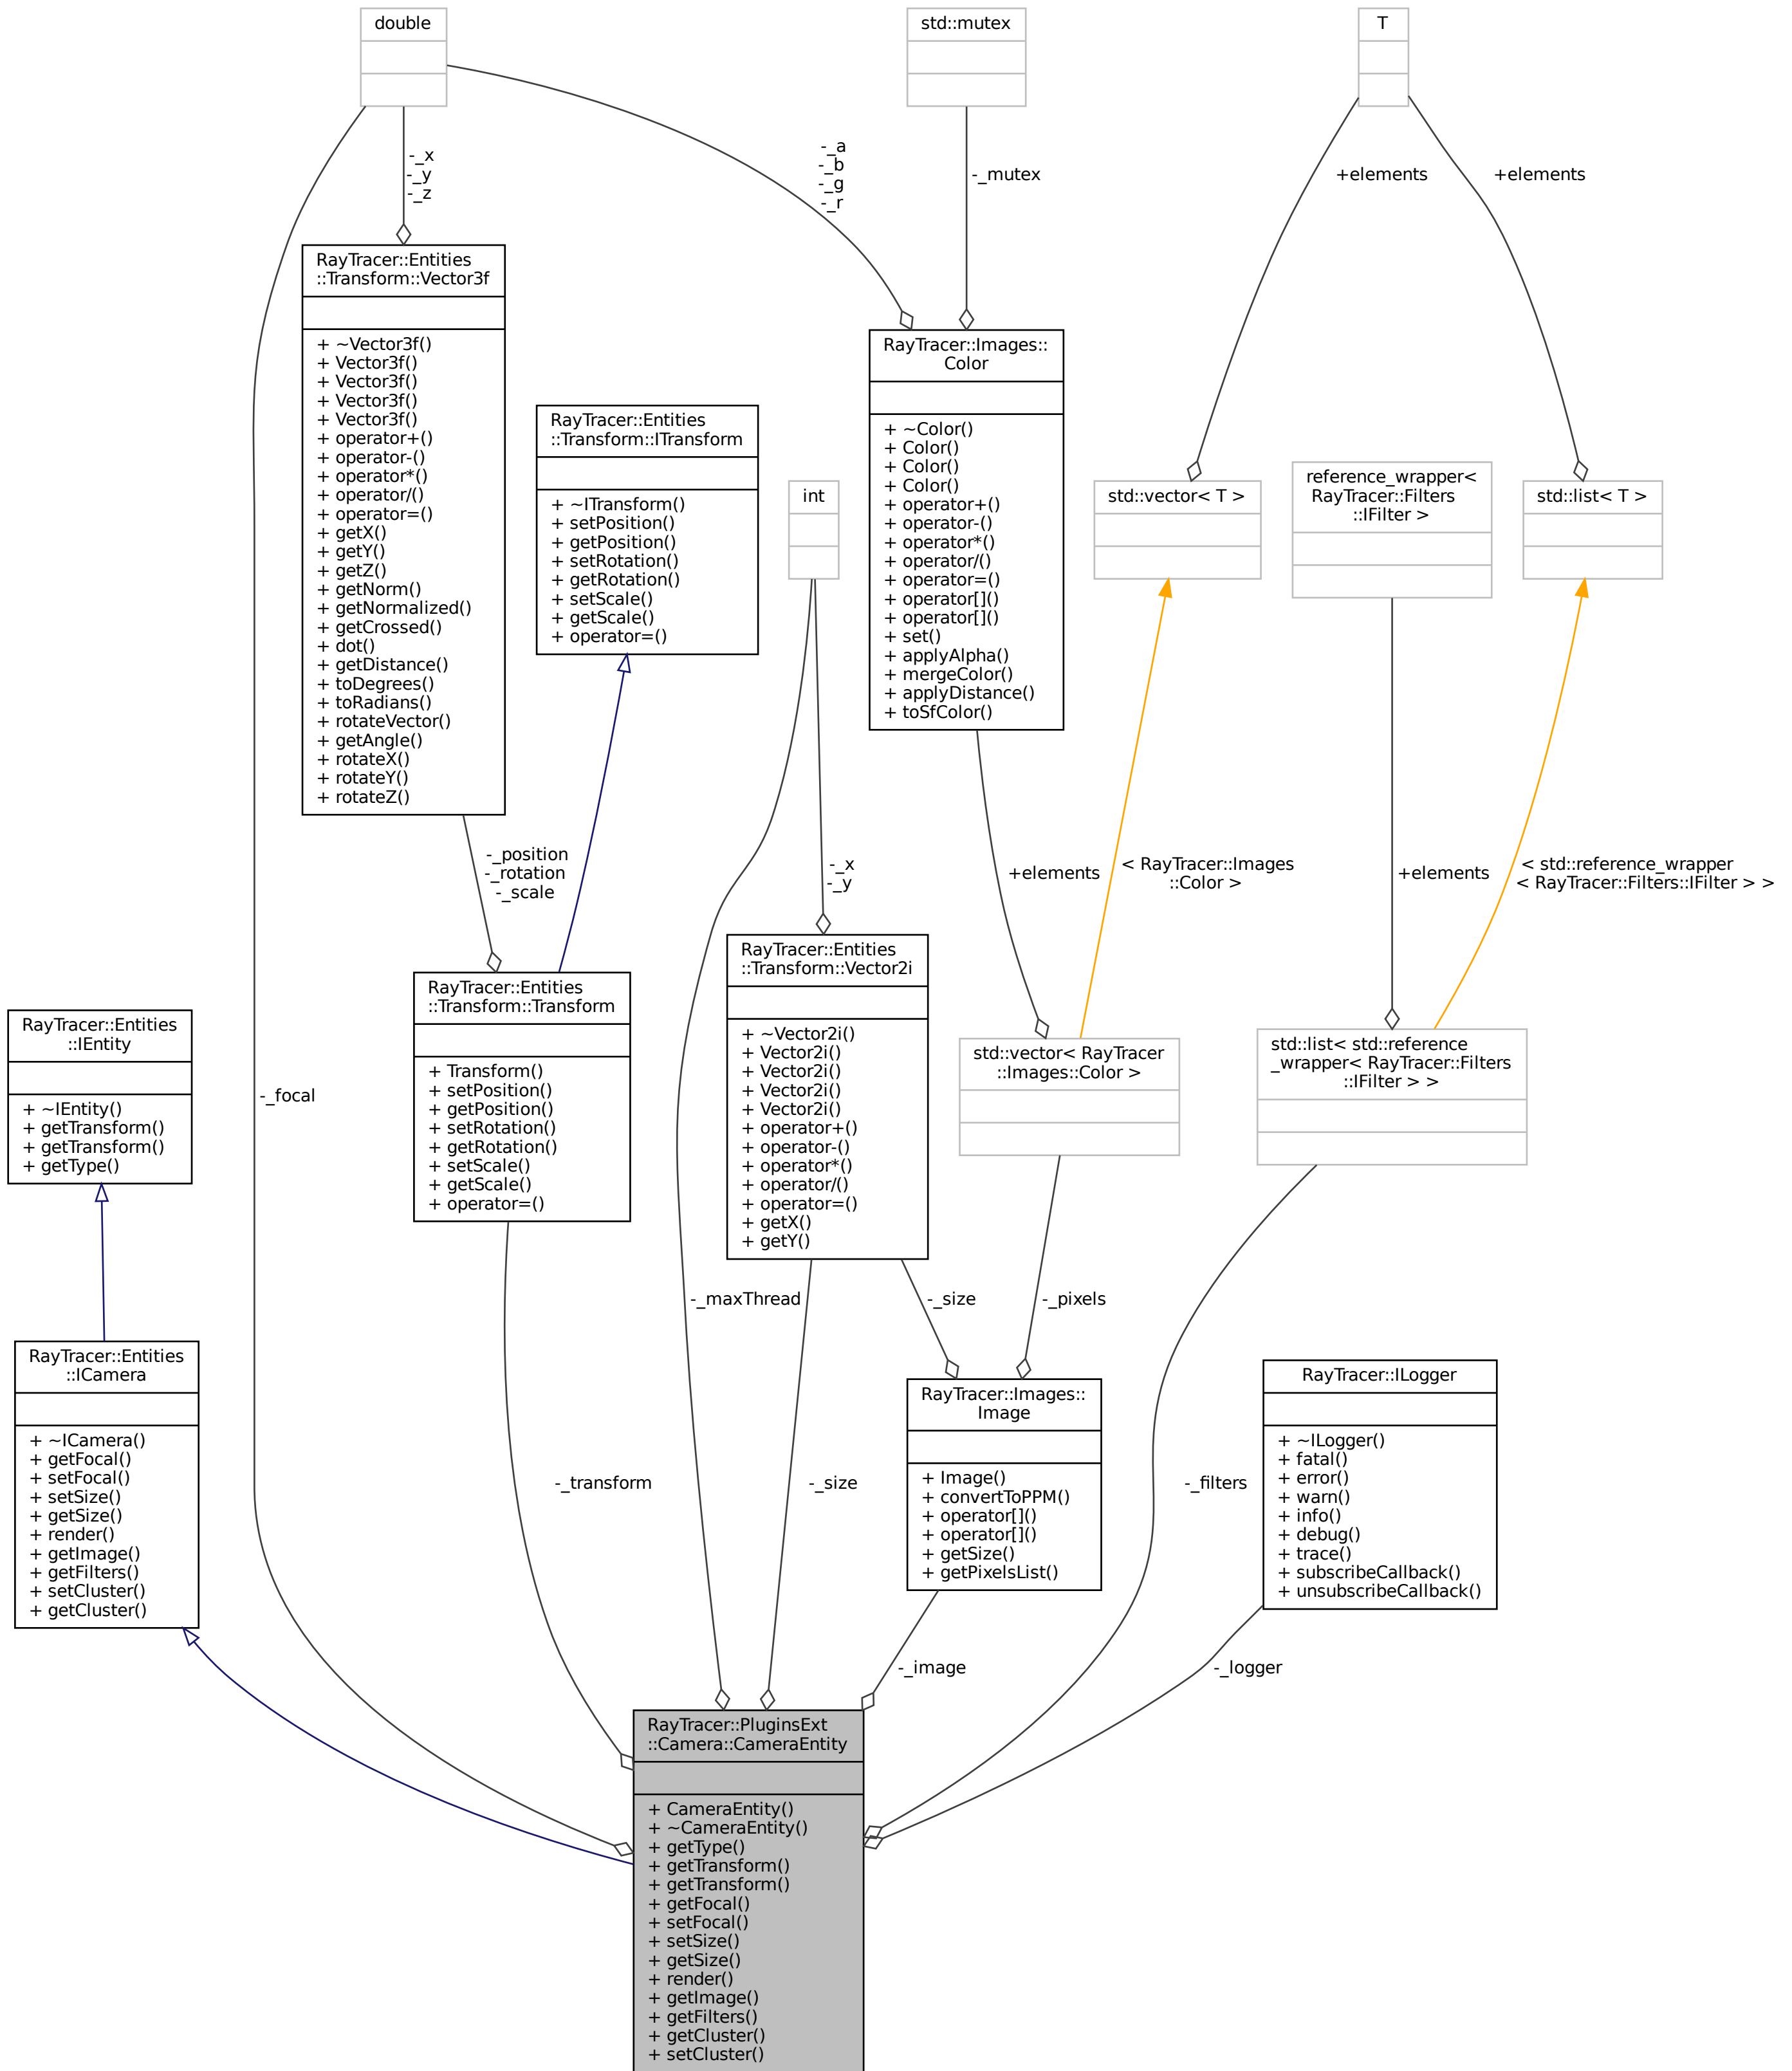 double
std::mutex
T
-_x
-_y
-_z
-_a
-_b
-_g
-_r
-_mutex
+elements
+elements
RayTracer::Entities
::Transform::Vector3f
+ ~Vector3f()
+ Vector3f()
+ Vector3f()
+ Vector3f()
+ Vector3f()
+ operator+()
+ operator-()
+ operator*()
+ operator/()
+ operator=()
+ getX()
+ getY()
+ getZ()
+ getNorm()
+ getNormalized()
+ getCrossed()
+ dot()
+ getDistance()
+ toDegrees()
+ toRadians()
+ rotateVector()
+ getAngle()
+ rotateX()
+ rotateY()
+ rotateZ()
RayTracer::Entities
::Transform::ITransform
+ ~ITransform()
+ setPosition()
+ getPosition()
+ setRotation()
+ getRotation()
+ setScale()
+ getScale()
+ operator=()
int
RayTracer::Images::
Color
+ ~Color()
+ Color()
+ Color()
+ Color()
+ operator+()
+ operator-()
+ operator*()
+ operator/()
+ operator=()
+ operator[]()
+ operator[]()
+ set()
+ applyAlpha()
+ mergeColor()
+ applyDistance()
+ toSfColor()
std::vector< T >
reference_wrapper<
RayTracer::Filters
::IFilter >
std::list< T >
-_position
-_rotation
-_scale
-_x
-_y
+elements
< RayTracer::Images
::Color >
+elements
< std::reference_wrapper
< RayTracer::Filters::IFilter > >
RayTracer::Entities
::IEntity
+ ~IEntity()
+ getTransform()
+ getTransform()
+ getType()
-_focal
RayTracer::Entities
::Transform::Transform
+ Transform()
+ setPosition()
+ getPosition()
+ setRotation()
+ getRotation()
+ setScale()
+ getScale()
+ operator=()
RayTracer::Entities
::Transform::Vector2i
+ ~Vector2i()
+ Vector2i()
+ Vector2i()
+ Vector2i()
+ Vector2i()
+ operator+()
+ operator-()
+ operator*()
+ operator/()
+ operator=()
+ getX()
+ getY()
std::vector< RayTracer
::Images::Color >
std::list< std::reference
_wrapper< RayTracer::Filters
::IFilter > >
-_maxThread
-_size
-_pixels
RayTracer::Entities
::ICamera
+ ~ICamera()
+ getFocal()
+ setFocal()
+ setSize()
+ getSize()
+ render()
+ getImage()
+ getFilters()
+ setCluster()
+ getCluster()
-_transform
-_size
RayTracer::Images::
Image
+ Image()
+ convertToPPM()
+ operator[]()
+ operator[]()
+ getSize()
+ getPixelsList()
-_filters
RayTracer::ILogger
+ ~ILogger()
+ fatal()
+ error()
+ warn()
+ info()
+ debug()
+ trace()
+ subscribeCallback()
+ unsubscribeCallback()
-_image
-_logger
RayTracer::PluginsExt
::Camera::CameraEntity
+ CameraEntity()
+ ~CameraEntity()
+ getType()
+ getTransform()
+ getTransform()
+ getFocal()
+ setFocal()
+ setSize()
+ getSize()
+ render()
+ getImage()
+ getFilters()
+ getCluster()
+ setCluster()